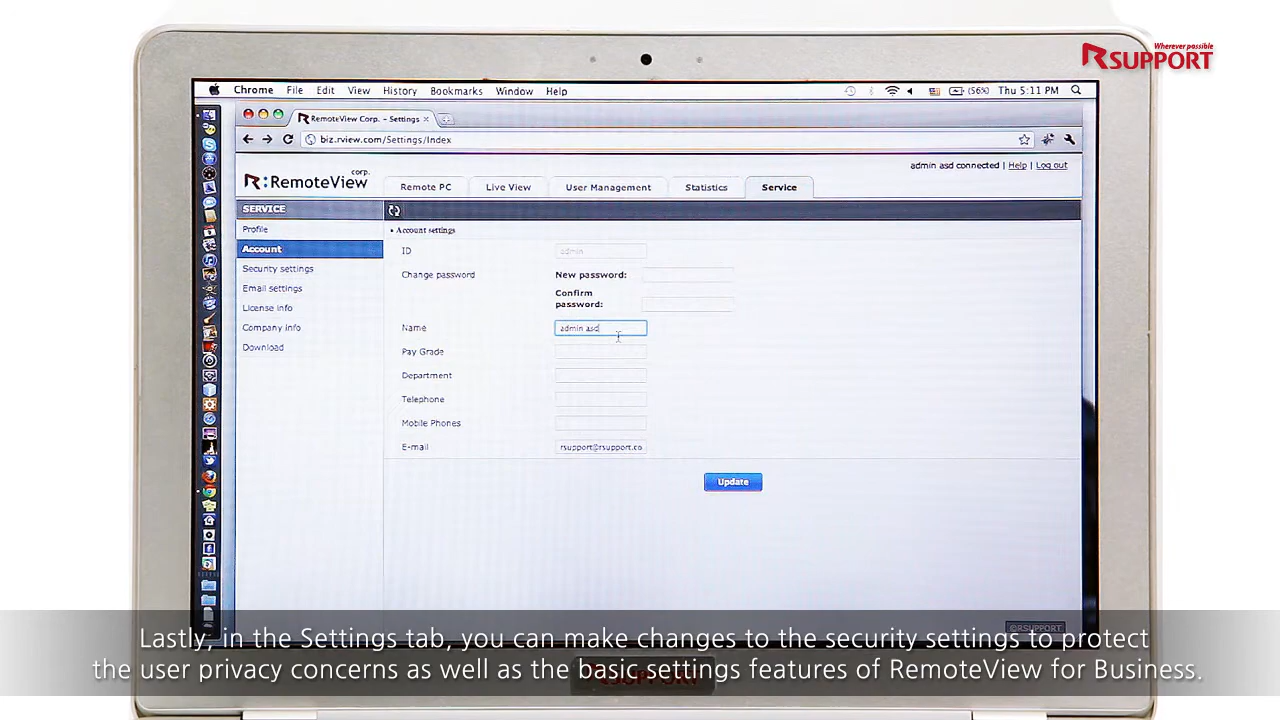 Wherever possible
RSUPPORT
Chrome File Edit View History Bookmarks Window Help
(56%) Thu 5:11 PM
RemoteView Corp. - Settings
biz.rview.com/Settings/Index
admin asd connected | Help | Log out
corp.
R:RemoteView
Remote PC Live View User Management Statistics Service
SERVICE
Profile
Account
Security settings
Email settings
License info
Company info
Download
Account settings
ID admin
Change password New password:
Confirm
password:
Name admin asd
Pay Grade
Department
Telephone
Mobile Phones
E-mail rsupport@rsupport.co
Update
©RSUPPORT
RSUPPORT
Lastly, in the Settings tab, you can make changes to the security settings to protect
the user privacy concerns as well as the basic settings features of RemoteView for Business.